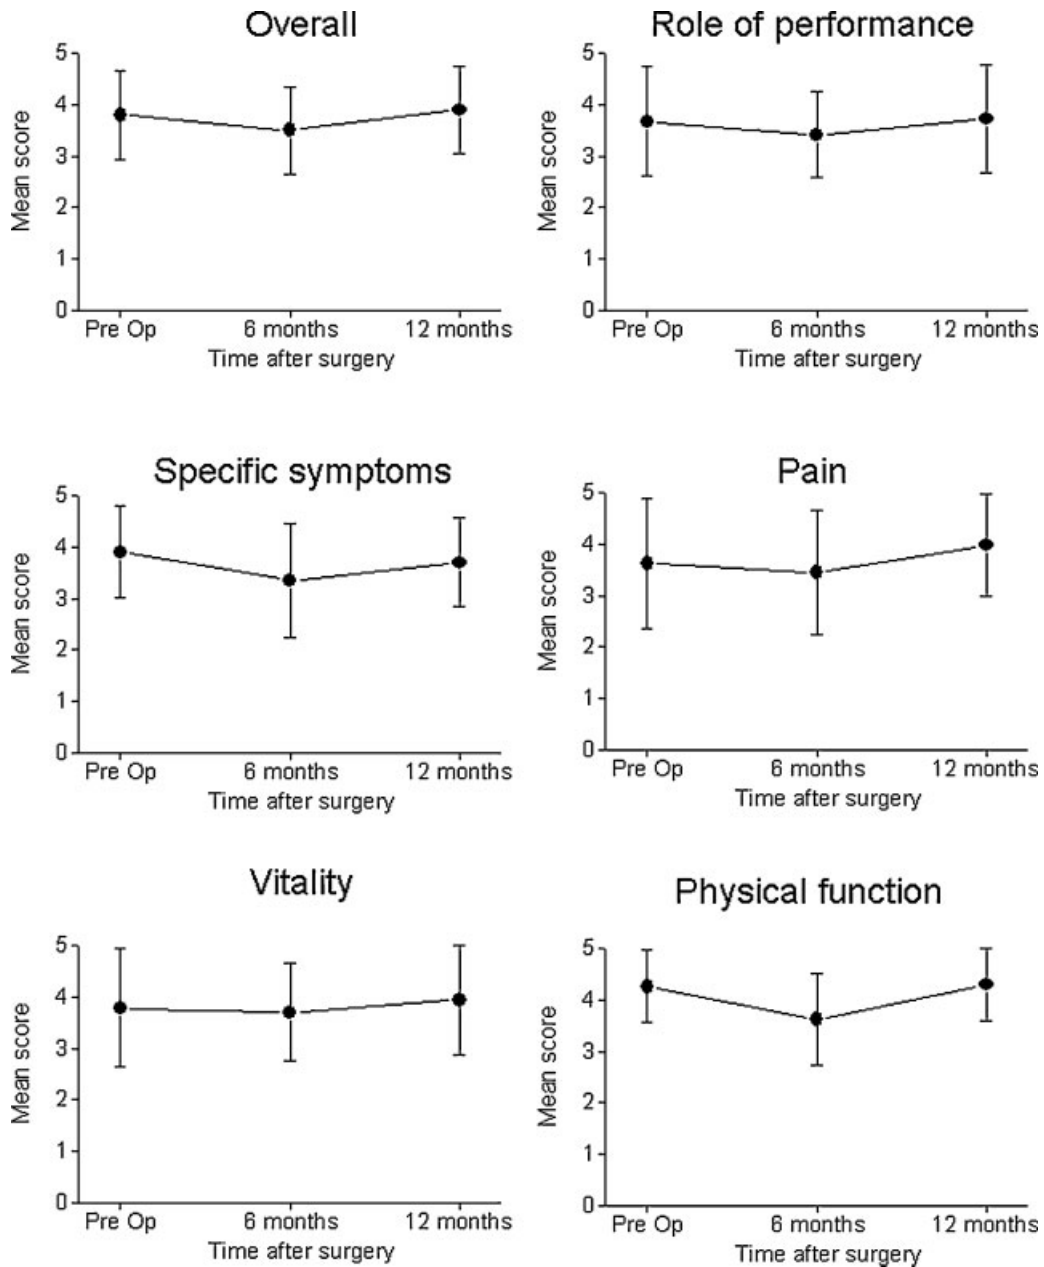 Overall
5
4
3
2
1
0
Mean score
Pre Op 6 months 12 months
Time after surgery
Role of performance
5
4
3
2
1
0
Mean score
Pre Op 6 months 12 months
Time after surgery
Specific symptoms
5
4
3
2
1
0
Mean score
Pre Op 6 months 12 months
Time after surgery
Pain
5
4
3
2
1
0
Mean score
Pre Op 6 months 12 months
Time after surgery
Vitality
5
4
3
2
1
0
Mean score
Pre Op 6 months 12 months
Time after surgery
Physical function
5
4
3
2
1
0
Mean score
Pre Op 6 months 12 months
Time after surgery